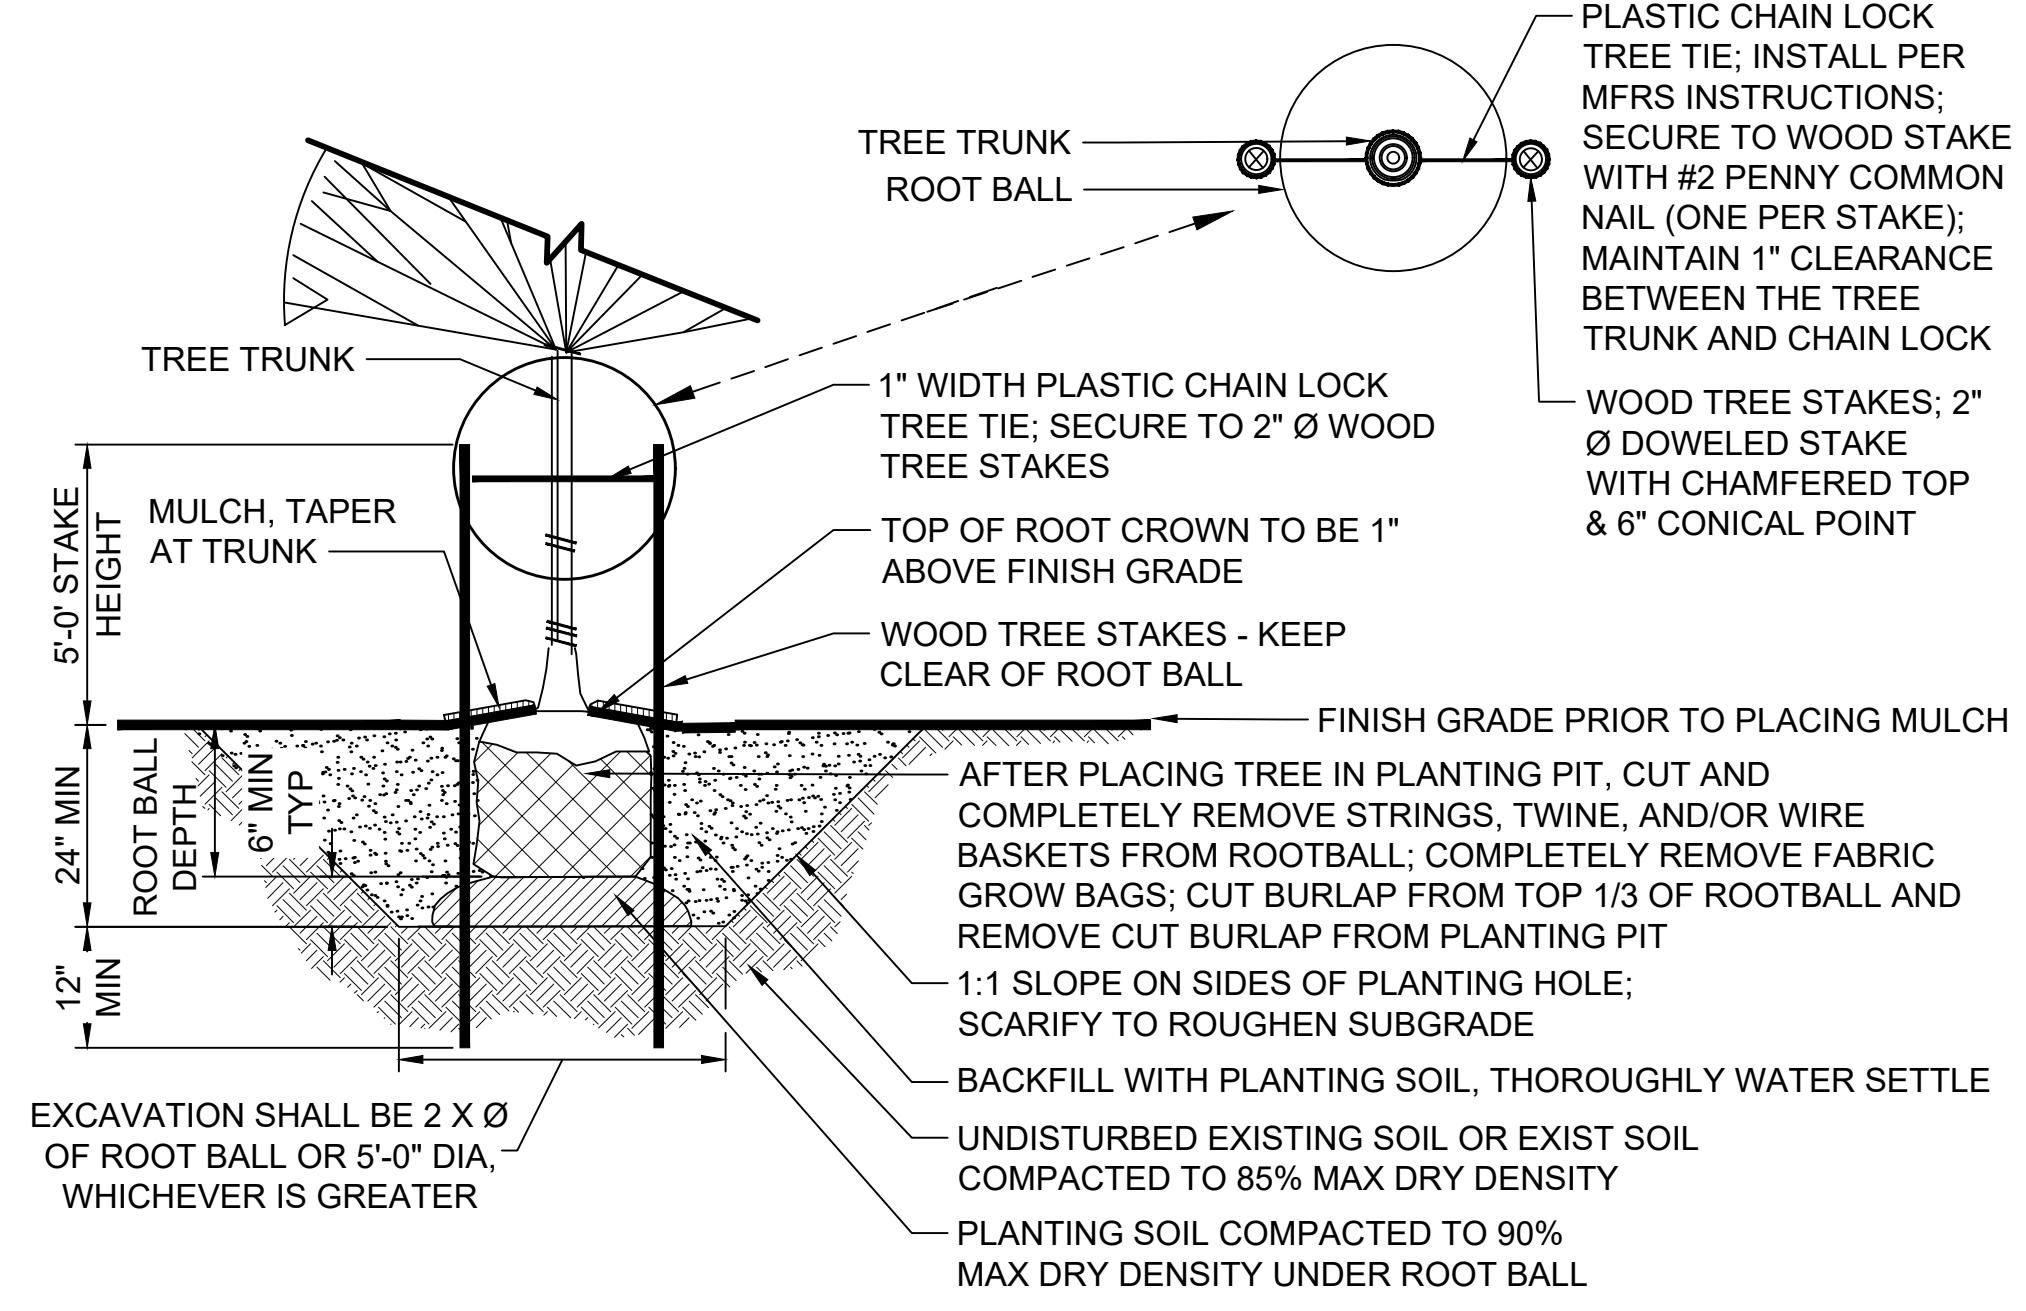 PLASTIC CHAIN LOCK
TREE TIE; INSTALL PER
MFRS INSTRUCTIONS;
SECURE TO WOOD STAKE
WITH #2 PENNY COMMON
NAIL (ONE PER STAKE);
MAINTAIN 1" CLEARANCE
BETWEEN THE TREE
TRUNK AND CHAIN LOCK
TREE TRUNK
ROOT BALL
WOOD TREE STAKES; 2"
Ø DOWELED STAKE
WITH CHAMFERED TOP
& 6" CONICAL POINT
TREE TRUNK
1" WIDTH PLASTIC CHAIN LOCK
TREE TIE; SECURE TO 2" Ø WOOD
TREE STAKES
MULCH, TAPER
AT TRUNK
TOP OF ROOT CROWN TO BE 1"
ABOVE FINISH GRADE
WOOD TREE STAKES - KEEP
CLEAR OF ROOT BALL
5'-0' STAKE
HEIGHT
FINISH GRADE PRIOR TO PLACING MULCH
24" MIN
ROOT BALL
DEPTH
6" MIN
TYP
12"
MIN
AFTER PLACING TREE IN PLANTING PIT, CUT AND
COMPLETELY REMOVE STRINGS, TWINE, AND/OR WIRE
BASKETS FROM ROOTBALL; COMPLETELY REMOVE FABRIC
GROW BAGS; CUT BURLAP FROM TOP 1/3 OF ROOTBALL AND
REMOVE CUT BURLAP FROM PLANTING PIT
1:1 SLOPE ON SIDES OF PLANTING HOLE;
SCARIFY TO ROUGHEN SUBGRADE
BACKFILL WITH PLANTING SOIL, THOROUGHLY WATER SETTLE
UNDISTURBED EXISTING SOIL OR EXIST SOIL
COMPACTED TO 85% MAX DRY DENSITY
PLANTING SOIL COMPACTED TO 90%
MAX DRY DENSITY UNDER ROOT BALL
EXCAVATION SHALL BE 2 X Ø
OF ROOT BALL OR 5'-0" DIA,
WHICHEVER IS GREATER